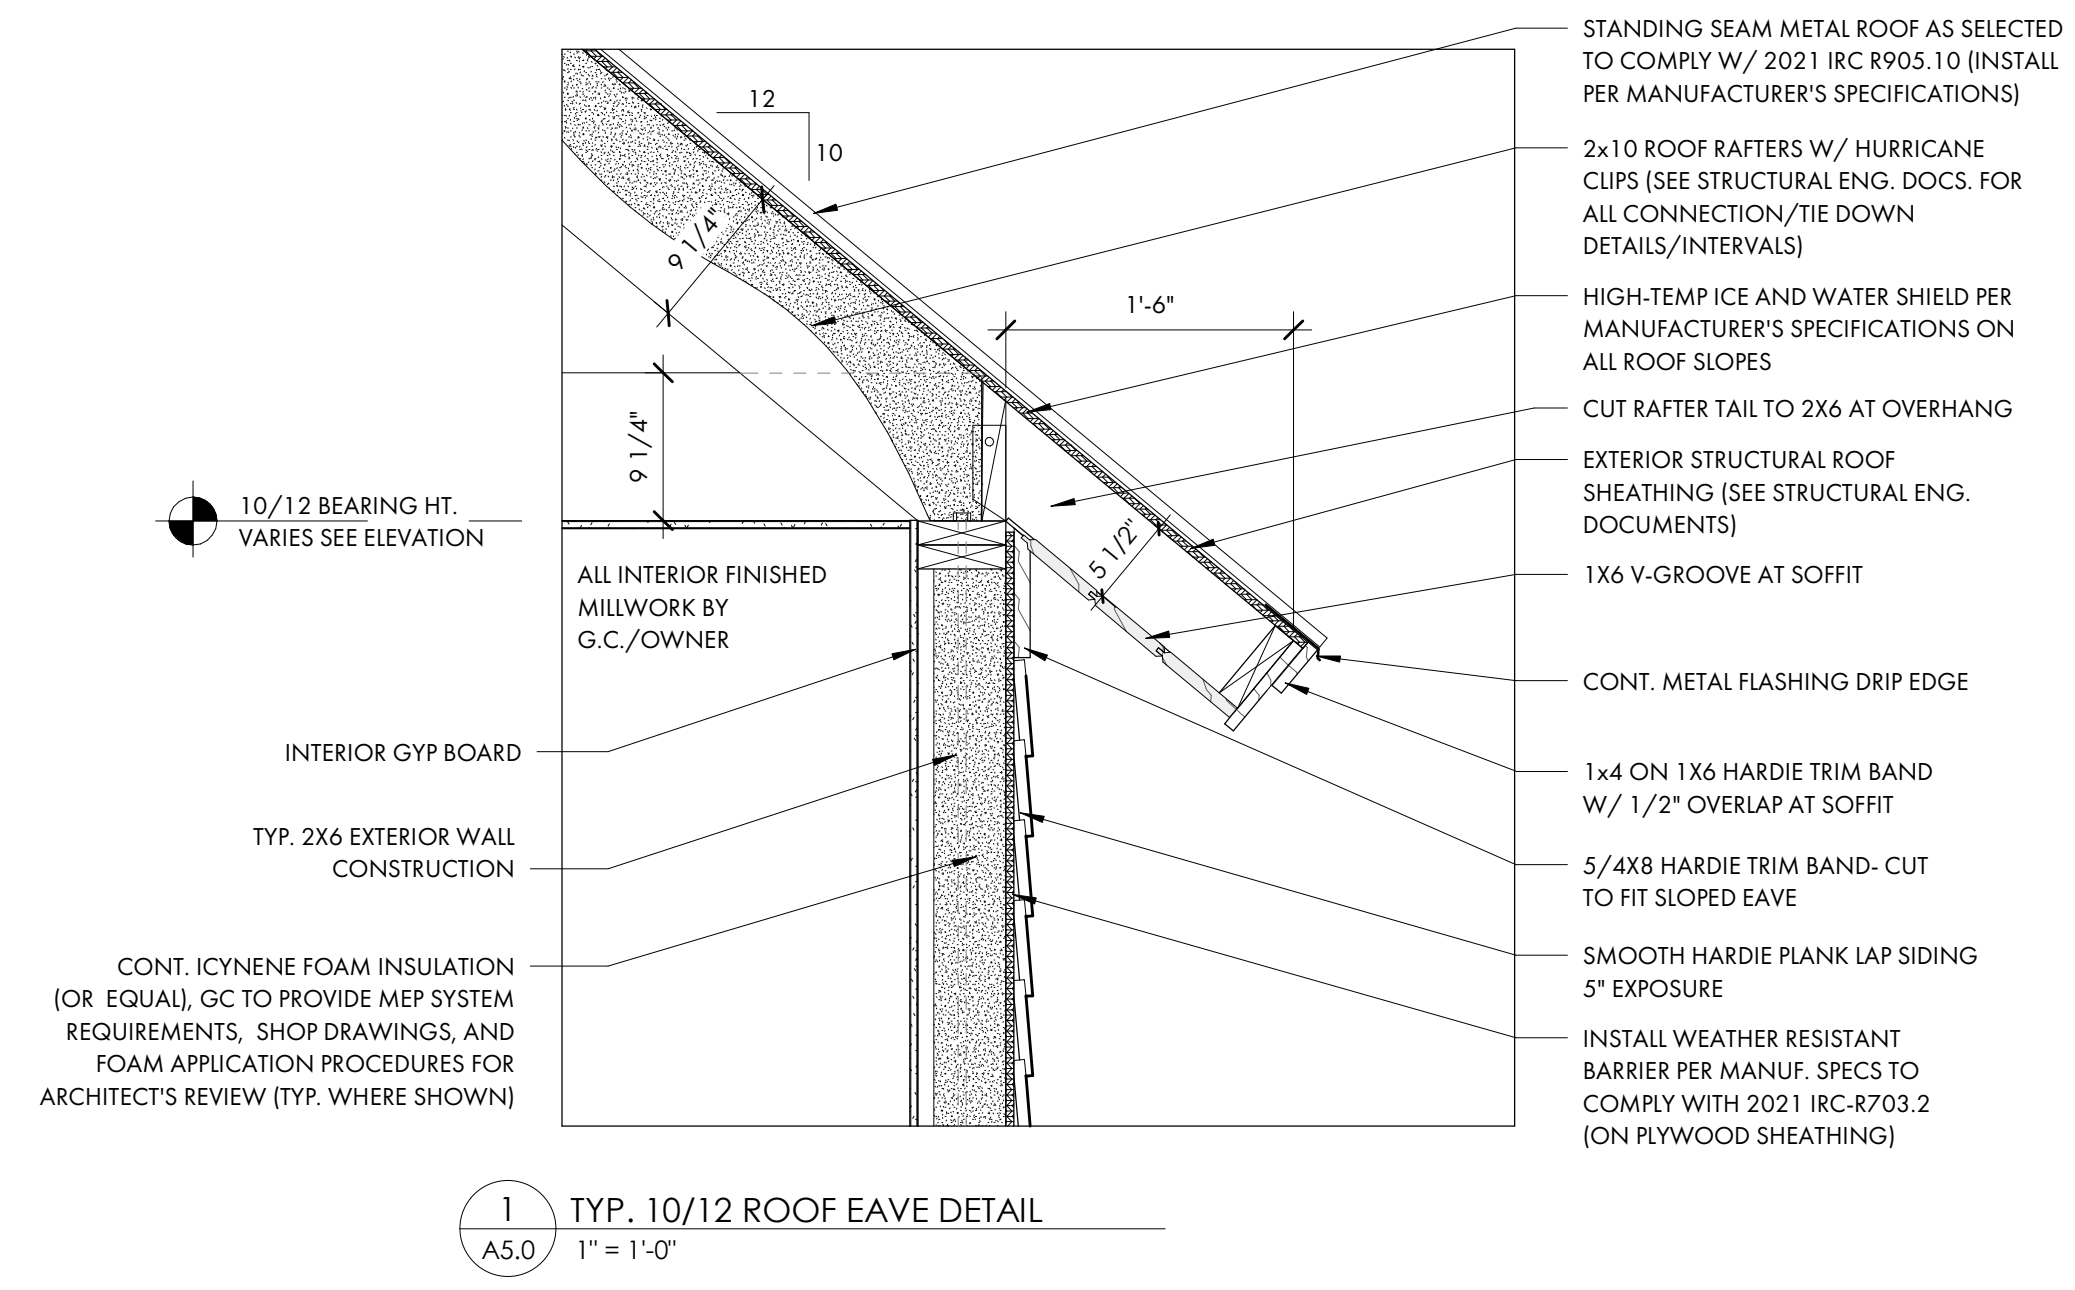 STANDING SEAM METAL ROOF AS SELECTED
TO COMPLY W/ 2021 IRC R905.10 (INSTALL
PER MANUFACTURER'S SPECIFICATIONS)
2x10 ROOF RAFTERS W/ HURRICANE
CLIPS (SEE STRUCTURAL ENG. DOCS. FOR
ALL CONNECTION/TIE DOWN
DETAILS/INTERVALS)
HIGH-TEMP ICE AND WATER SHIELD PER
MANUFACTURER'S SPECIFICATIONS ON
ALL ROOF SLOPES
CUT RAFTER TAIL TO 2X6 AT OVERHANG
EXTERIOR STRUCTURAL ROOF
SHEATHING (SEE STRUCTURAL ENG.
DOCUMENTS)
1X6 V-GROOVE AT SOFFIT
CONT. METAL FLASHING DRIP EDGE
1x4 ON 1X6 HARDIE TRIM BAND
W/ 1/2" OVERLAP AT SOFFIT
5/4X8 HARDIE TRIM BAND- CUT
TO FIT SLOPED EAVE
SMOOTH HARDIE PLANK LAP SIDING
5" EXPOSURE
INSTALL WEATHER RESISTANT
BARRIER PER MANUF. SPECS TO
COMPLY WITH 2021 IRC-R703.2
(ON PLYWOOD SHEATHING)
12
10
9 1/4"
1'-6"
9 1/4"
5 1/2"
10/12 BEARING HT.
VARIES SEE ELEVATION
ALL INTERIOR FINISHED
MILLWORK BY
G.C./OWNER
INTERIOR GYP BOARD
TYP. 2X6 EXTERIOR WALL
CONSTRUCTION
CONT. ICYNENE FOAM INSULATION
(OR EQUAL), GC TO PROVIDE MEP SYSTEM
REQUIREMENTS, SHOP DRAWINGS, AND
FOAM APPLICATION PROCEDURES FOR
ARCHITECT'S REVIEW (TYP. WHERE SHOWN)
1
A5.0
TYP. 10/12 ROOF EAVE DETAIL
1" = 1'-0"